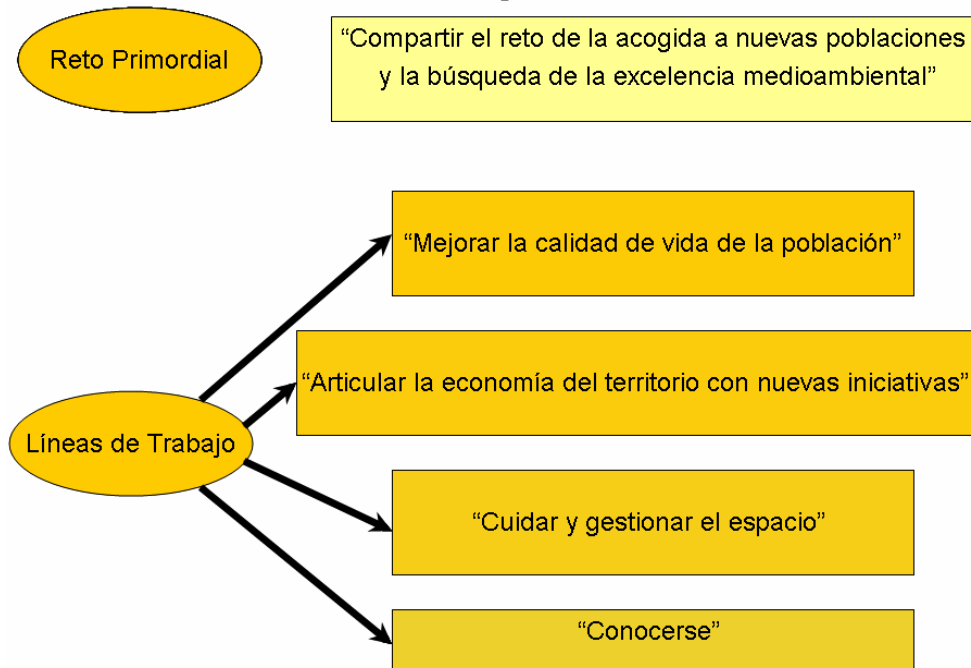 Reto Primordial
“Compartir el reto de la acogida a nuevas poblaciones
y la búsqueda de la excelencia medioambiental”
“Mejorar la calidad de vida de la población”
“Articular la economía del territorio con nuevas iniciativas”
Líneas de Trabajo
“Cuidar y gestionar el espacio”
“Conocerse”